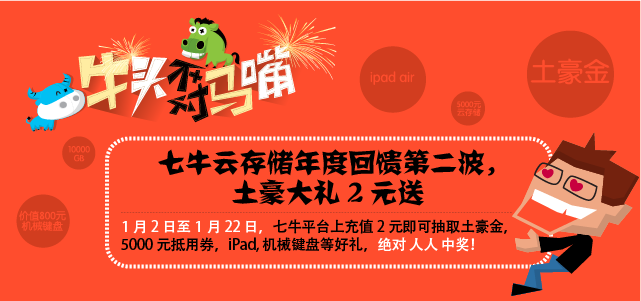 牛头不对马嘴
ipad air
土豪金
5000元
云存储
10000
GB
价值800元
机械键盘
七牛云存储年度回馈第二波，
土豪大礼 2 元送
1 月 2 日至 1 月 22 日，七牛平台上充值 2 元即可抽取土豪金，
5000 元抵用券，iPad, 机械键盘等好礼，绝对 人人 中奖！